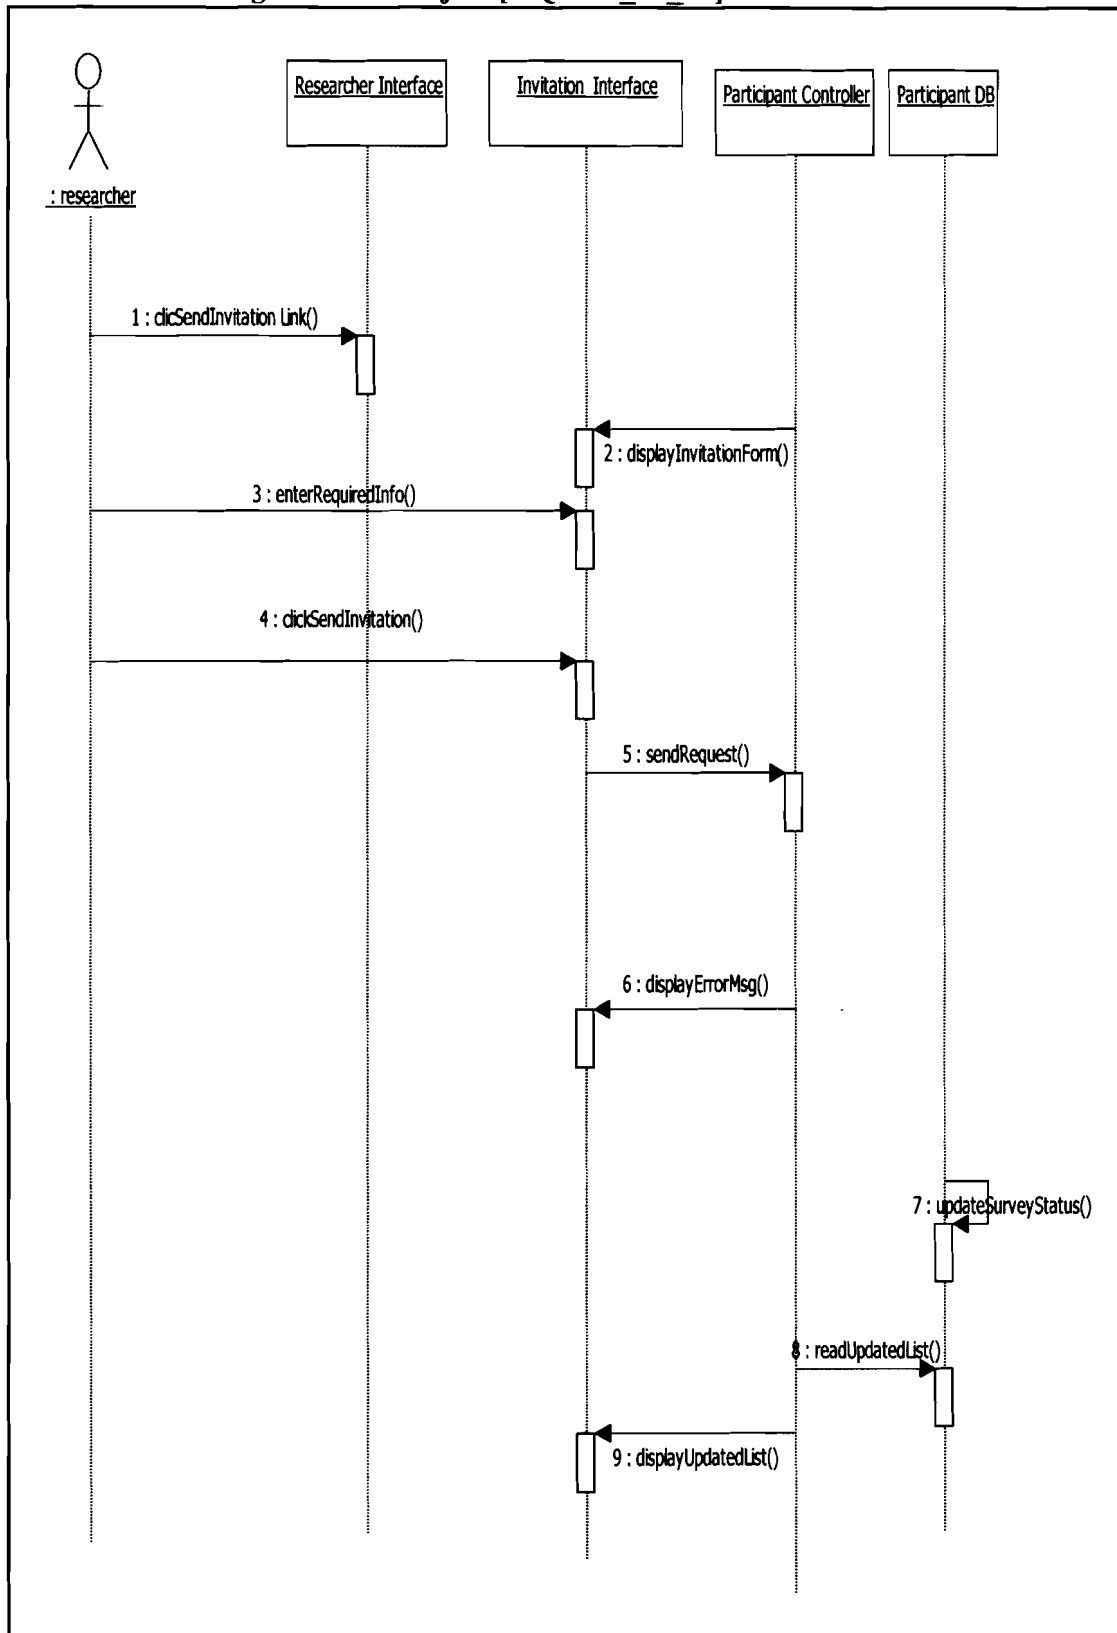 Researcher Interface
Invitation Interface
Participant Controller
Participant DB
: researcher
1 : clicSendInvitation Link()
2 : displayInvitationForm()
3 : enterRequiredInfo()
4 : clickSendInvitation()
5 : sendRequest()
6 : displayErrorMsg()
7 : updateSurveyStatus()
8 : readUpdatedList()
9 : displayUpdatedList()